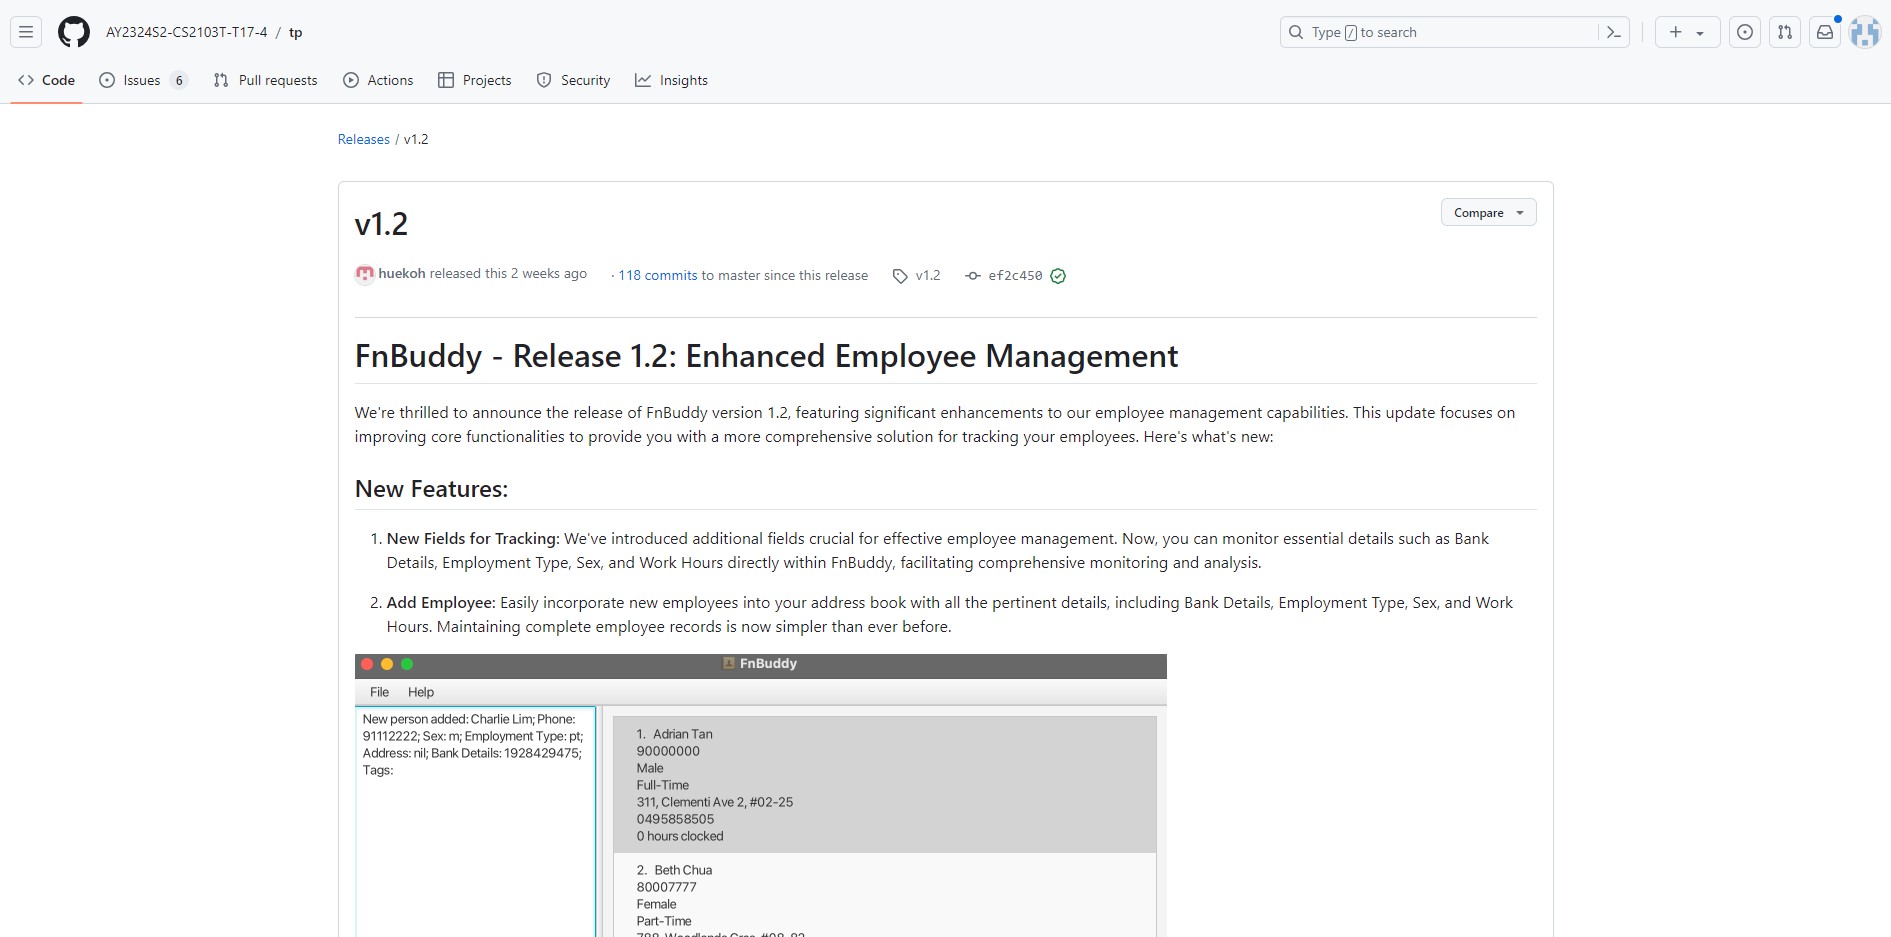 AY2324S2-CS2103T-T17-4 / tp
Type / to search
Code
Issues 6
Pull requests
Actions
Projects
Security
Insights
Releases / v1.2
v1.2
Compare
huekoh released this 2 weeks ago · 118 commits to master since this release v1.2 ef2c450
FnBuddy - Release 1.2: Enhanced Employee Management
We're thrilled to announce the release of FnBuddy version 1.2, featuring significant enhancements to our employee management capabilities. This update focuses on
improving core functionalities to provide you with a more comprehensive solution for tracking your employees. Here's what's new:
New Features:
1. New Fields for Tracking: We've introduced additional fields crucial for effective employee management. Now, you can monitor essential details such as Bank
Details, Employment Type, Sex, and Work Hours directly within FnBuddy, facilitating comprehensive monitoring and analysis.
2. Add Employee: Easily incorporate new employees into your address book with all the pertinent details, including Bank Details, Employment Type, Sex, and Work
Hours. Maintaining complete employee records is now simpler than ever before.
FnBuddy
File Help
New person added: Charlie Lim; Phone:
91112222; Sex: m; Employment Type: pt;
Address: nil; Bank Details: 1928429475;
Tags:
1. Adrian Tan
90000000
Male
Full-Time
311, Clementi Ave 2, #02-25
0495858505
0 hours clocked
2. Beth Chua
80007777
Female
Part-Time